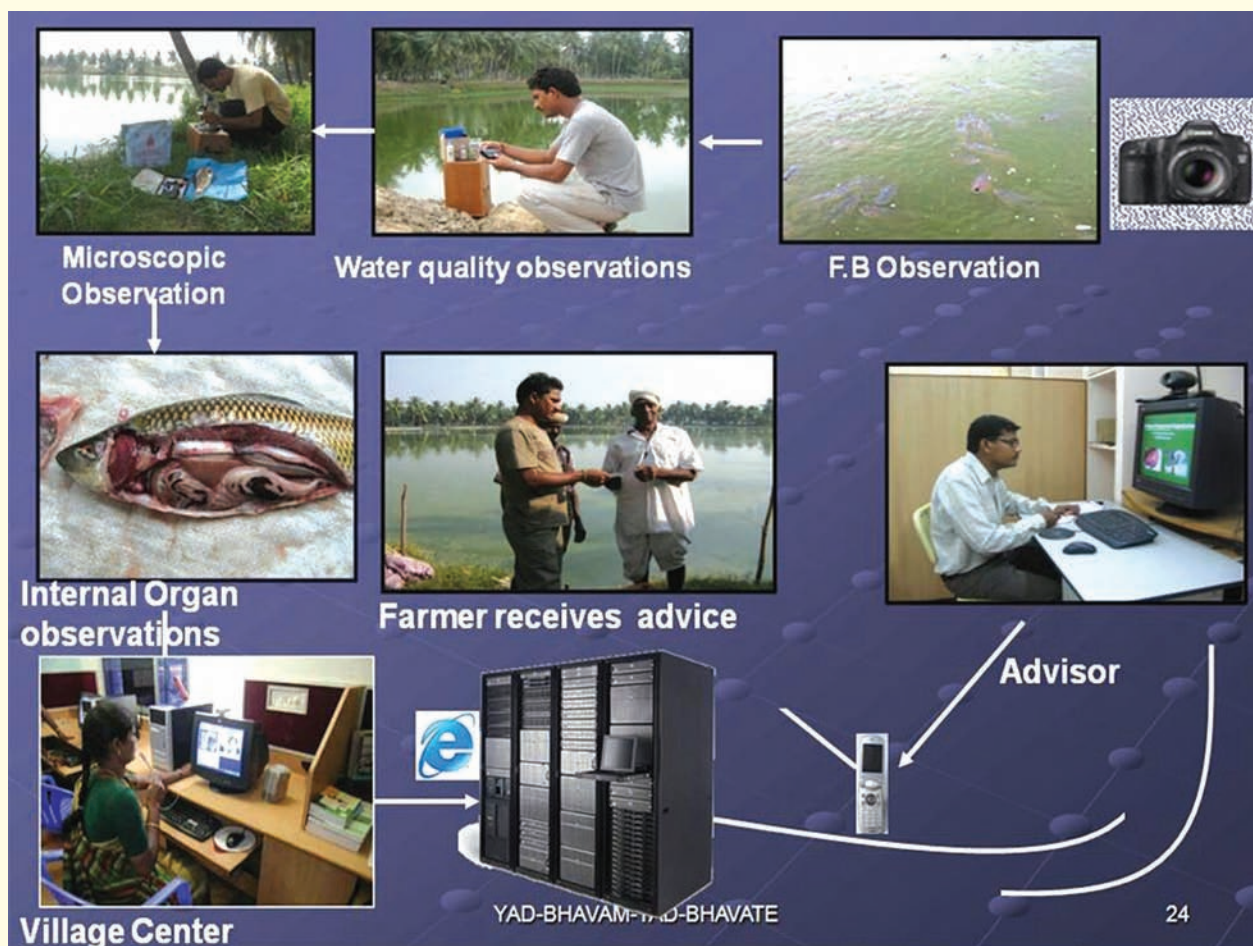 Microscopic
Observation
Water quality observations
F.B Observation
Internal Organ
observations
Farmer receives advice
Advisor
Village Center
YAD-BHAVAM-YAD-BHAVATE
24